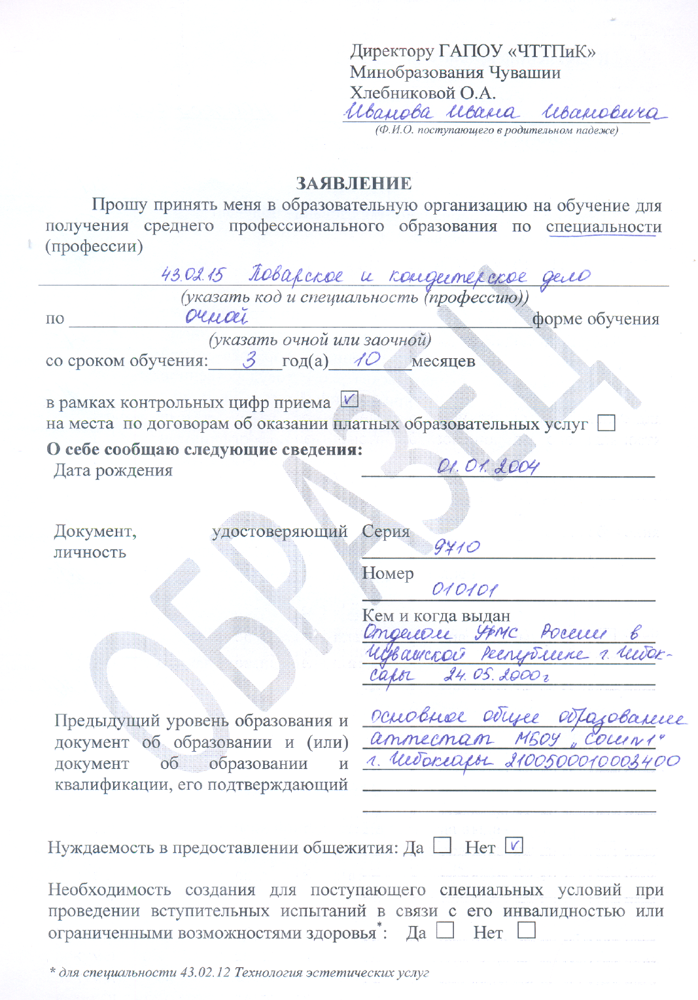 Директору ГАПОУ «ЧТТПиК»
Минобразования Чувашии
Хлебниковой О.А.
Иванова Ивана Ивановича
(Ф.И.О. поступающего в родительном падеже)
ЗАЯВЛЕНИЕ
Прошу принять меня в образовательную организацию на обучение для
получения среднего профессионального образования по специальности
(профессии)
43.02.15 Поварское и кондитерское дело
(указать код и специальность (профессию))
по очной форме обучения
(указать очной или заочной)
со сроком обучения: 3 год(а) 10 месяцев
в рамках контрольных цифр приема
на места по договорам об оказании платных образовательных услуг
О себе сообщаю следующие сведения:
Дата рождения 01.01.2004
Документ, удостоверяющий Серия
личность 9710
Номер
010101
Кем и когда выдан
Отделом УФМС России в
Чувашской Республике г. Чебок-
сары 24.05.2000г
основное общее образование
Предыдущий уровень образования и
документ об образовании и (или) аттестат МБОУ „СОШ №1"
документ об образовании и г. Чебоксары 2100500010003400
квалификации, его подтверждающий
Нуждаемость в предоставлении общежития: Да Нет
Необходимость создания для поступающего специальных условий при
проведении вступительных испытаний в связи с его инвалидностью или
ограниченными возможностями здоровья*: Да Нет
* для специальности 43.02.12 Технология эстетических услуг
ОБРАЗЕЦ